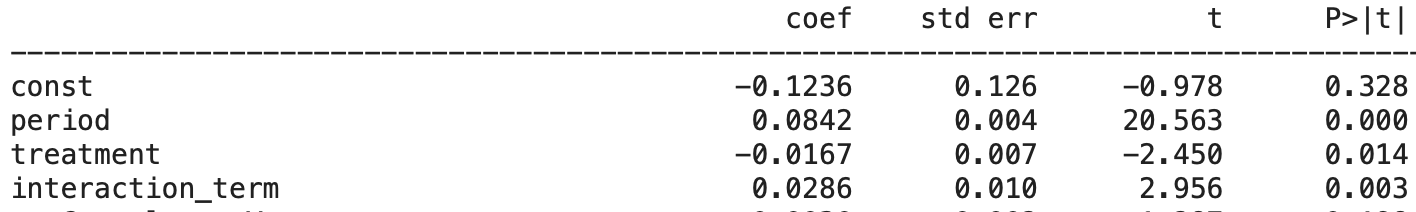 coef std err t P>|t|
const -0.1236 0.126 -0.978 0.328
period 0.0842 0.004 20.563 0.000
treatment -0.0167 0.007 -2.450 0.014
interaction_term 0.0286 0.010 2.956 0.003